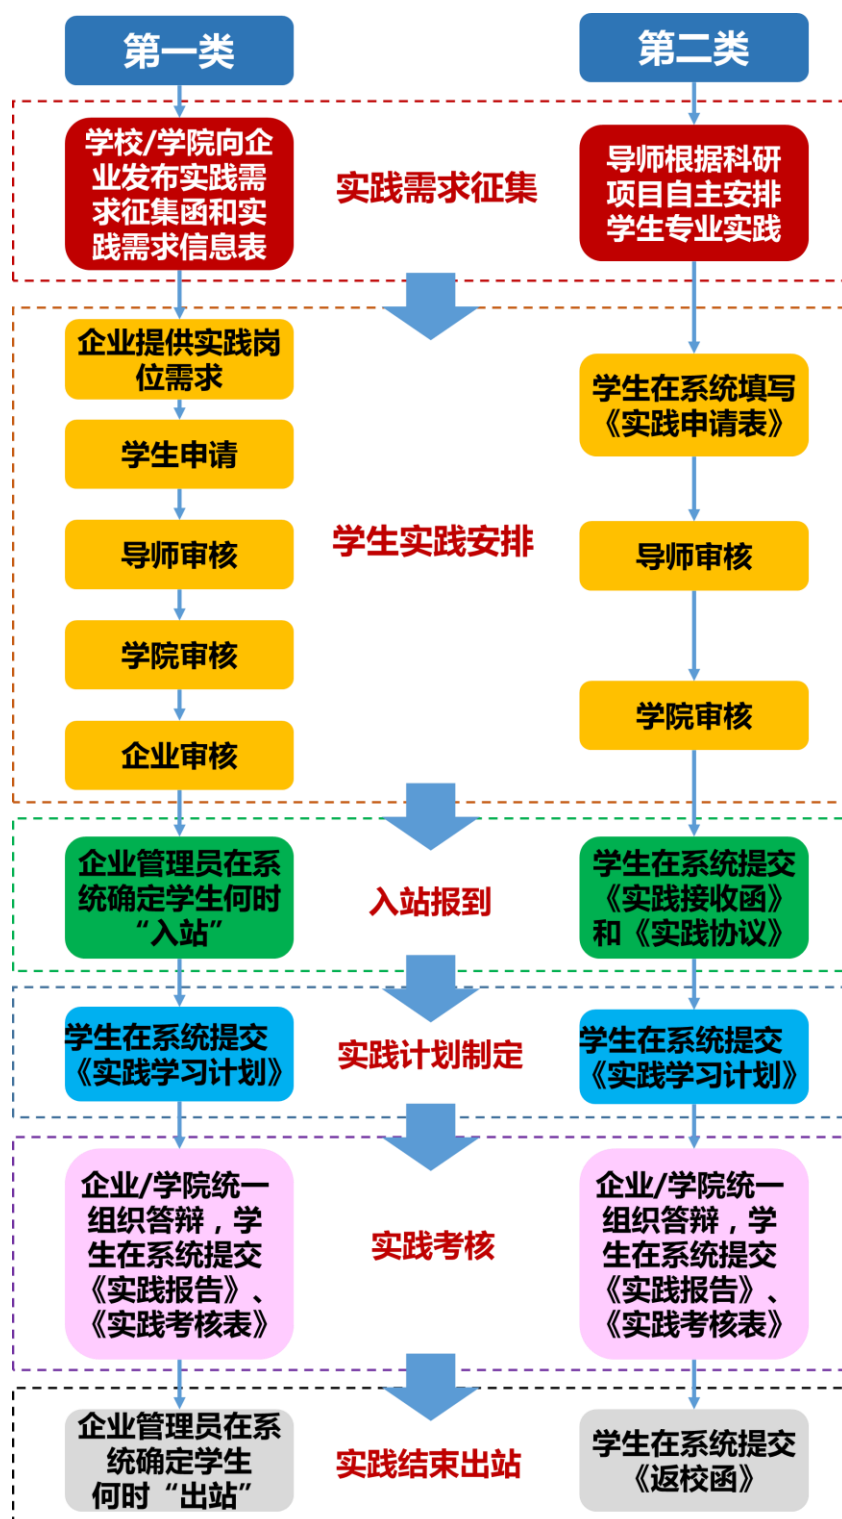 第一类
第二类
学校/学院向企
业发布实践需
求征集函和实
践需求信息表
实践需求征集
导师根据科研
项目自主安排
学生专业实践
企业提供实践岗
位需求
学生申请
导师审核
学院审核
企业审核
学生实践安排
学生在系统填写
《实践申请表》
导师审核
学院审核
企业管理员在系
统确定学生何时
“入站”
入站报到
学生在系统提交
《实践接收函》
和《实践协议》
学生在系统提交
《实践学习计划》
实践计划制定
学生在系统提交
《实践学习计划》
企业/学院统一
组织答辩，学
生在系统提交
《实践报告》、
《实践考核表》
实践考核
企业/学院统一
组织答辩，学
生在系统提交
《实践报告》、
《实践考核表》
企业管理员在系
统确定学生
何时“出站”
实践结束出站
学生在系统提交
《返校函》